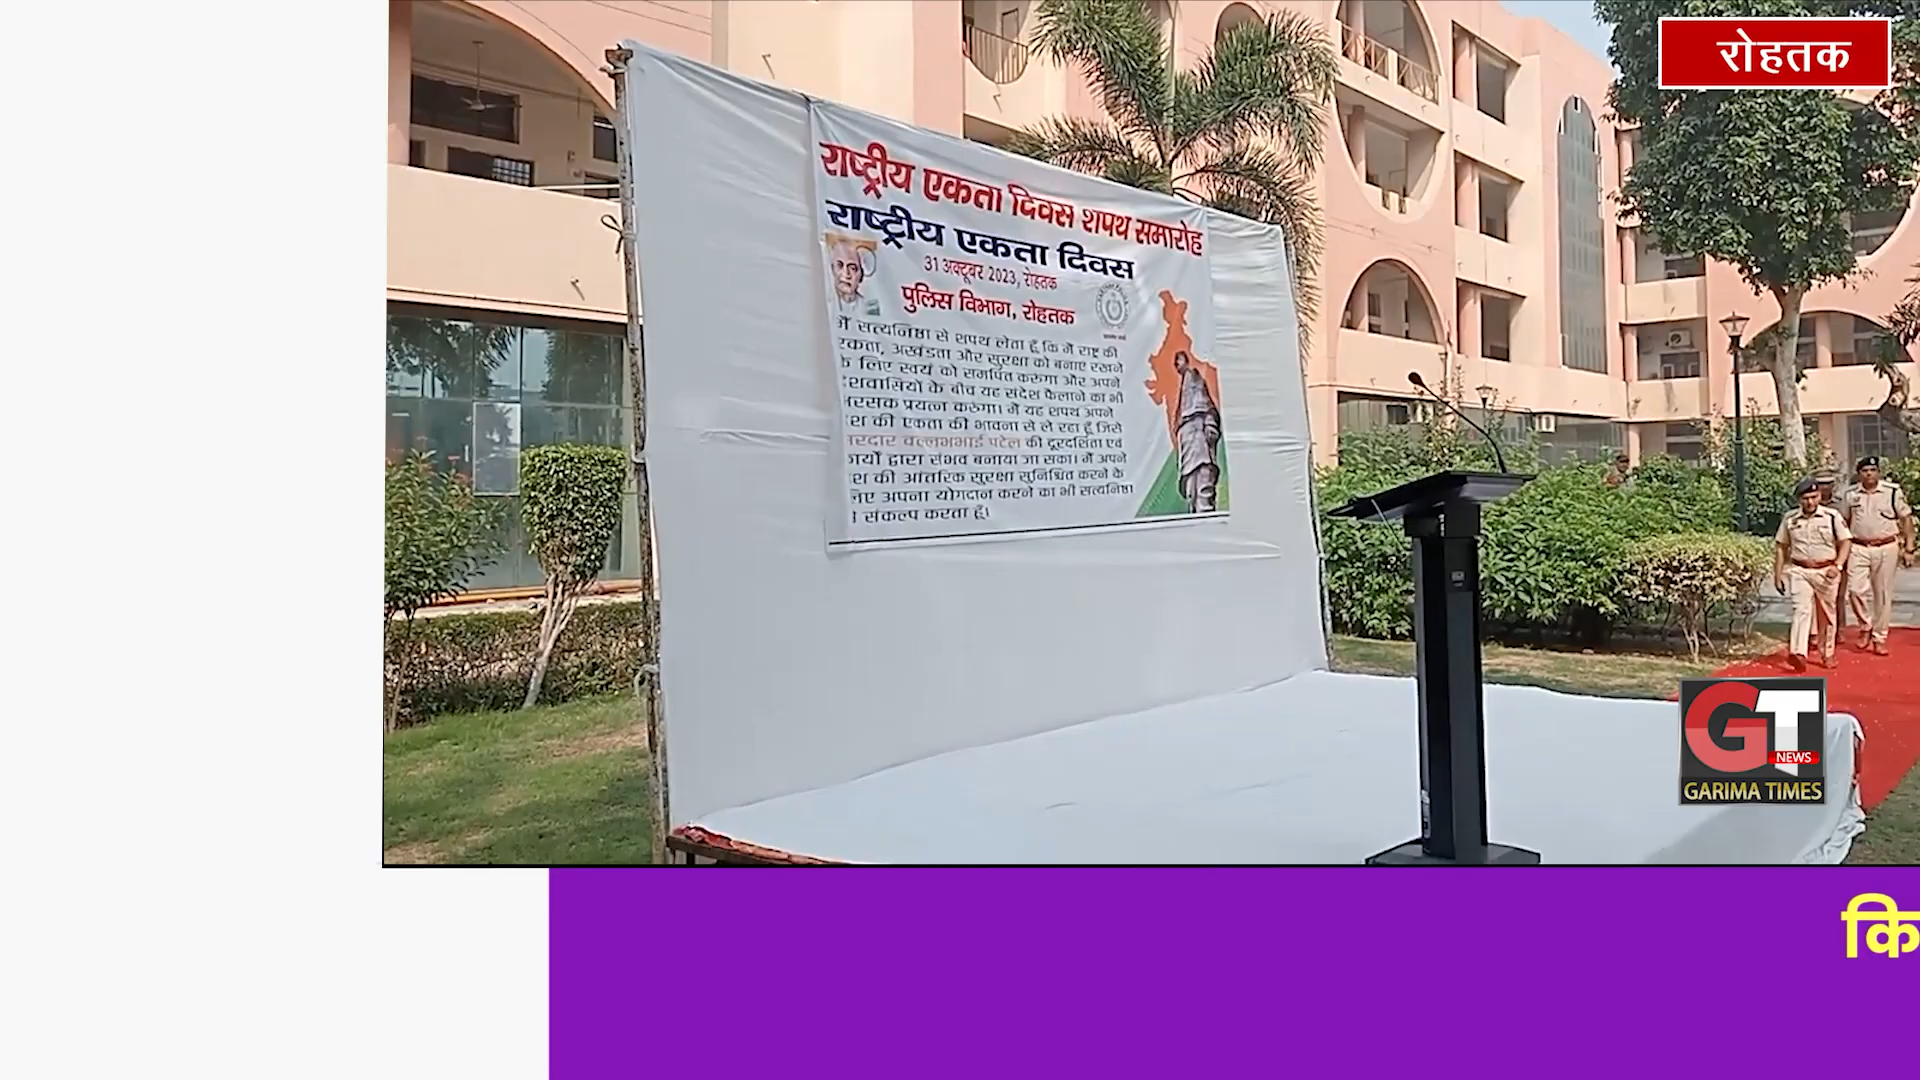 रोहतक
राष्ट्रीय एकता दिवस शपथ समारोह
राष्ट्रीय एकता दिवस
31 अक्टूबर 2023, रोहतक
पुलिस विभाग, रोहतक
मैं सत्यनिष्ठा से शपथ लेता हूँ कि मैं राष्ट्र की
एकता, अखंडता और सुरक्षा को बनाए रखने
के लिए स्वयं को समर्पित करुंगा और अपने
देशवासियों के बीच यह संदेश फैलाने का भी
भरसक प्रयत्न करुंगा। मैं यह शपथ अपने
देश की एकता की भावना से ले रहा हूँ जिसे
सरदार वल्लभभाई पटेल की दूरदर्शिता एवं
कार्यों द्वारा संभव बनाया जा सका। मैं अपने
देश की आंतरिक सुरक्षा सुनिश्चित करने के
लिए अपना योगदान करने का भी सत्यनिष्ठा
से संकल्प करता हूँ।
GT
NEWS
GARIMA TIMES
कि